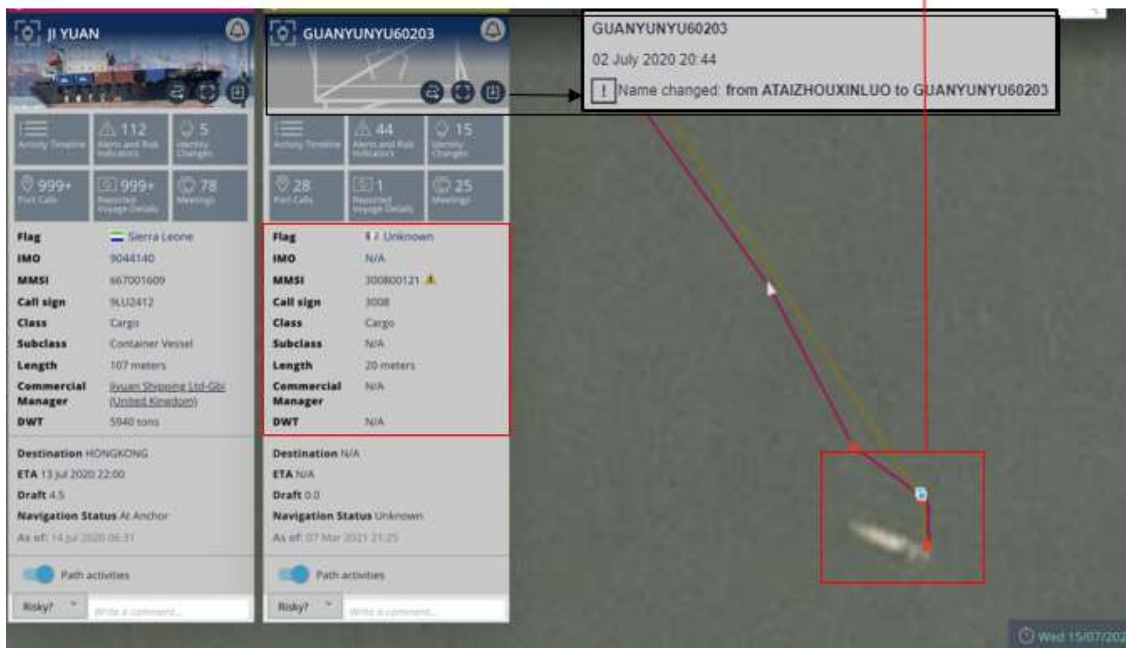 JI YUAN
112
Alerts and Risk Indicators
5
Identity Changes
Activity Timeline
999+
Port Calls
999+
Reported Voyage Details
78
Meetings
Flag Sierra Leone
IMO 9044140
MMSI 667001609
Call sign 9LU2412
Class Cargo
Subclass Container Vessel
Length 107 meters
Commercial Jiyuan Shipping Ltd-Gbi
Manager (United Kingdom)
DWT 5940 tons
Destination HONGKONG
ETA 13 Jul 2020 22:00
Draft 4.5
Navigation Status At Anchor
As of: 14 Jul 2020 06:31
Path activities
Risky?
Write a comment...
GUANYUNYU60203
44
Alerts and Risk Indicators
15
Identity Changes
Activity Timeline
28
Port Calls
1
Reported Voyage Details
25
Meetings
Flag Unknown
IMO N/A
MMSI 300800121
Call sign 3008
Class Cargo
Subclass N/A
Length 20 meters
Commercial N/A
Manager
DWT N/A
Destination N/A
ETA N/A
Draft 0.0
Navigation Status Unknown
As of: 07 Mar 2021 21:25
Path activities
Risky?
Write a comment...
GUANYUNYU60203
02 July 2020 20:44
! Name changed: from ATAIZHOUXINLUO to GUANYUNYU60203
Wed 15/07/202